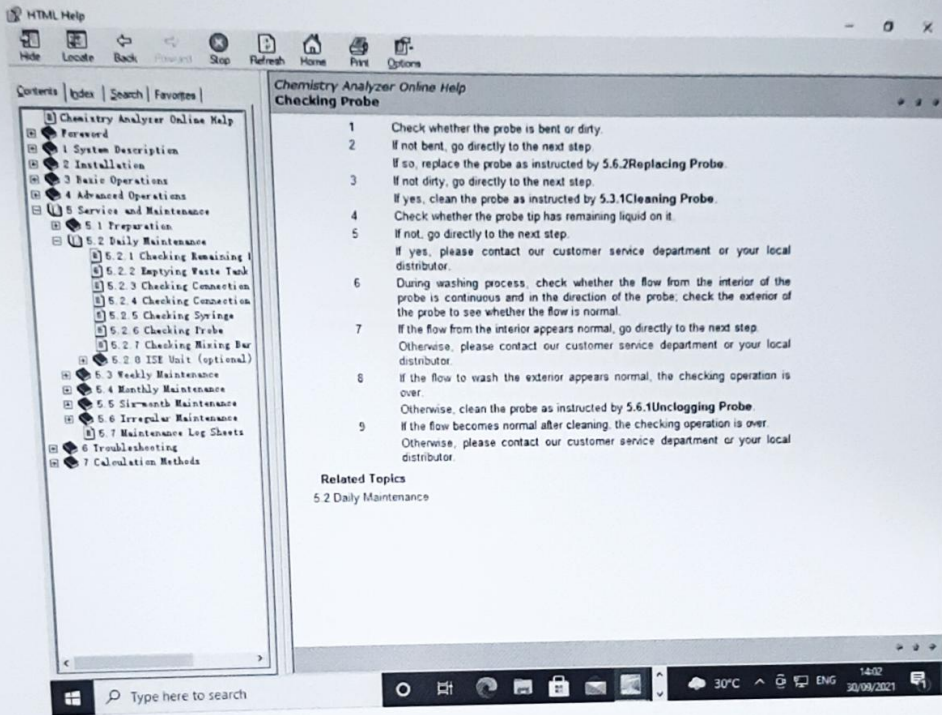 HTML Help
Hide Locate Back Forward Stop Refresh Home Print Options
Contents Index Search Favorites
Chemistry Analyzer Online Help
Foreword
1 System Description
2 Installation
3 Basic Operations
4 Advanced Operations
5 Service and Maintenance
5.1 Preparation
5.2 Daily Maintenance
5.2.1 Checking Remaining
5.2.2 Emptying Waste Tank
5.2.3 Checking Connection
5.2.4 Checking Connection
5.2.5 Checking Syringe
5.2.6 Checking Probe
5.2.7 Checking Mixing Bar
5.2.8 ISE Unit (optional)
5.3 Weekly Maintenance
5.4 Monthly Maintenance
5.5 Six-month Maintenance
5.6 Irregular Maintenance
5.7 Maintenance Log Sheets
6 Troubleshooting
7 Calculation Methods
Chemistry Analyzer Online Help
Checking Probe
1 Check whether the probe is bent or dirty.
2 If not bent, go directly to the next step.
If so, replace the probe as instructed by 5.6.2Replacing Probe.
3 If not dirty, go directly to the next step.
If yes, clean the probe as instructed by 5.3.1Cleaning Probe.
4 Check whether the probe tip has remaining liquid on it.
5 If not, go directly to the next step.
If yes, please contact our customer service department or your local
distributor.
6 During washing process, check whether the flow from the interior of the
probe is continuous and in the direction of the probe; check the exterior of
the probe to see whether the flow is normal.
7 If the flow from the interior appears normal, go directly to the next step.
Otherwise, please contact our customer service department or your local
distributor.
8 If the flow to wash the exterior appears normal, the checking operation is
over.
Otherwise, clean the probe as instructed by 5.6.1Unclogging Probe.
9 If the flow becomes normal after cleaning, the checking operation is over.
Otherwise, please contact our customer service department or your local
distributor.
Related Topics
5.2 Daily Maintenance
Type here to search
30°C ENG
14:02
30/09/2021